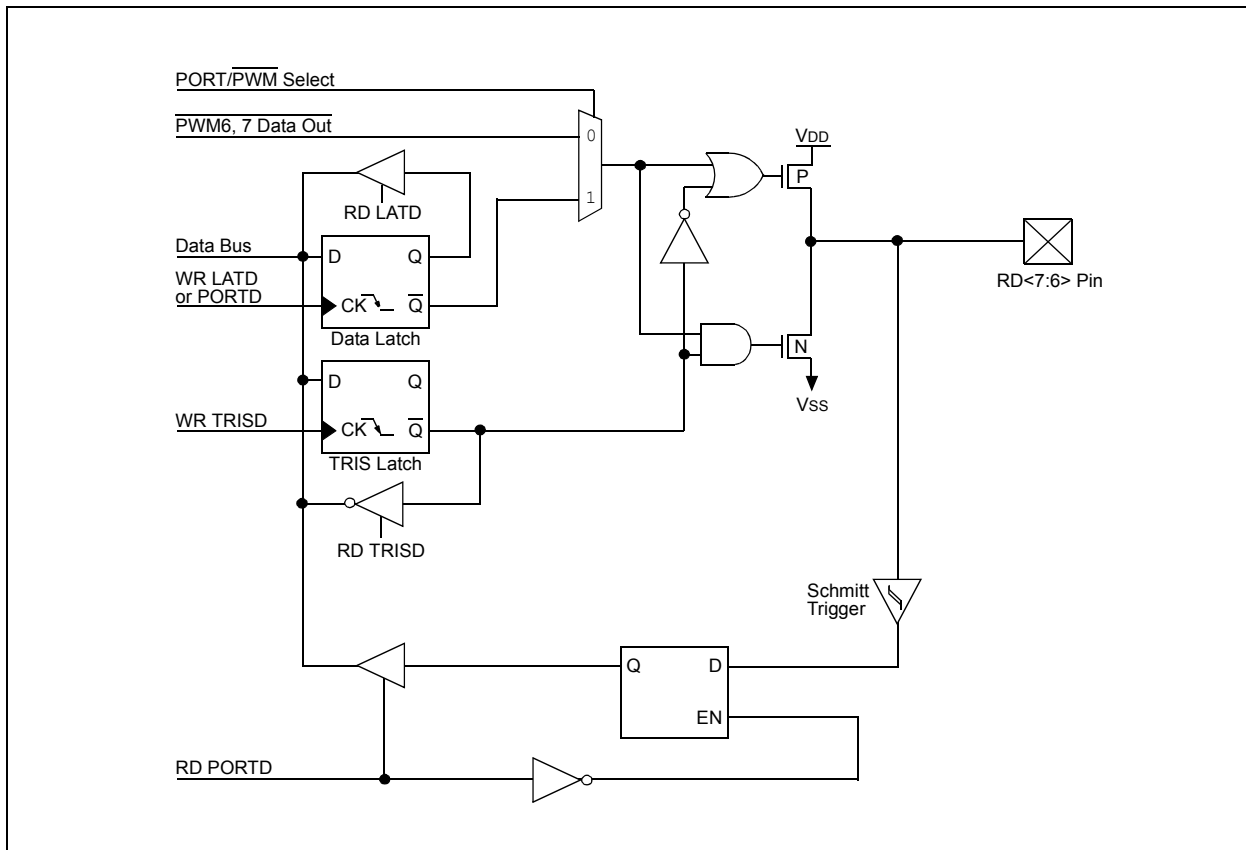 PORT/PWM Select
PWM6, 7 Data Out
0
1
VDD
P
RD LATD
Data Bus
D
Q
WR LATD
or PORTD
CK
Q
Data Latch
RD<7:6> Pin
N
VSS
D
Q
WR TRISD
CK
Q
TRIS Latch
RD TRISD
Schmitt
Trigger
Q
D
EN
RD PORTD